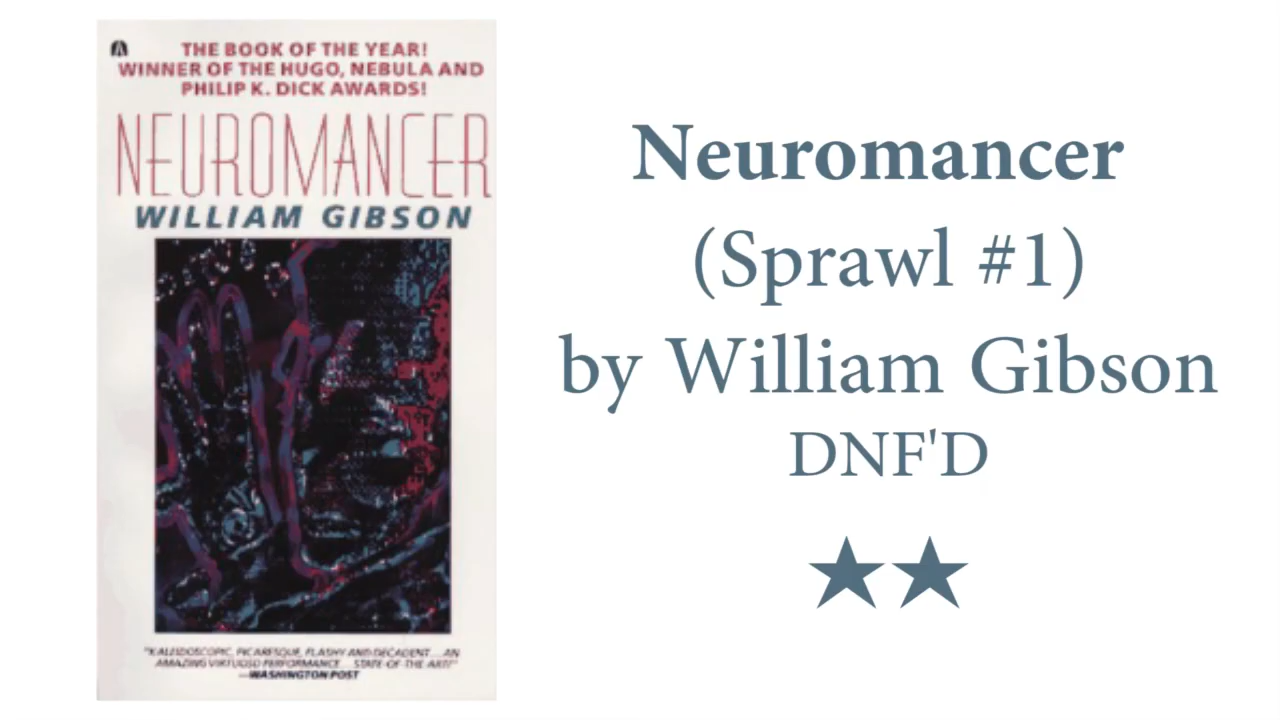 THE BOOK OF THE YEAR!
WINNER OF THE HUGO, NEBULA AND
PHILIP K. DICK AWARDS!
NEUROMANCER
WILLIAM GIBSON
"KALEIDOSCOPIC, PICARESQUE, FLASHY AND DECADENT....AN
AMAZING VIRTUOSO PERFORMANCE... STATE-OF-THE-ART!"
—WASHINGTON POST
Neuromancer
(Sprawl #1)
by William Gibson
DNF'D